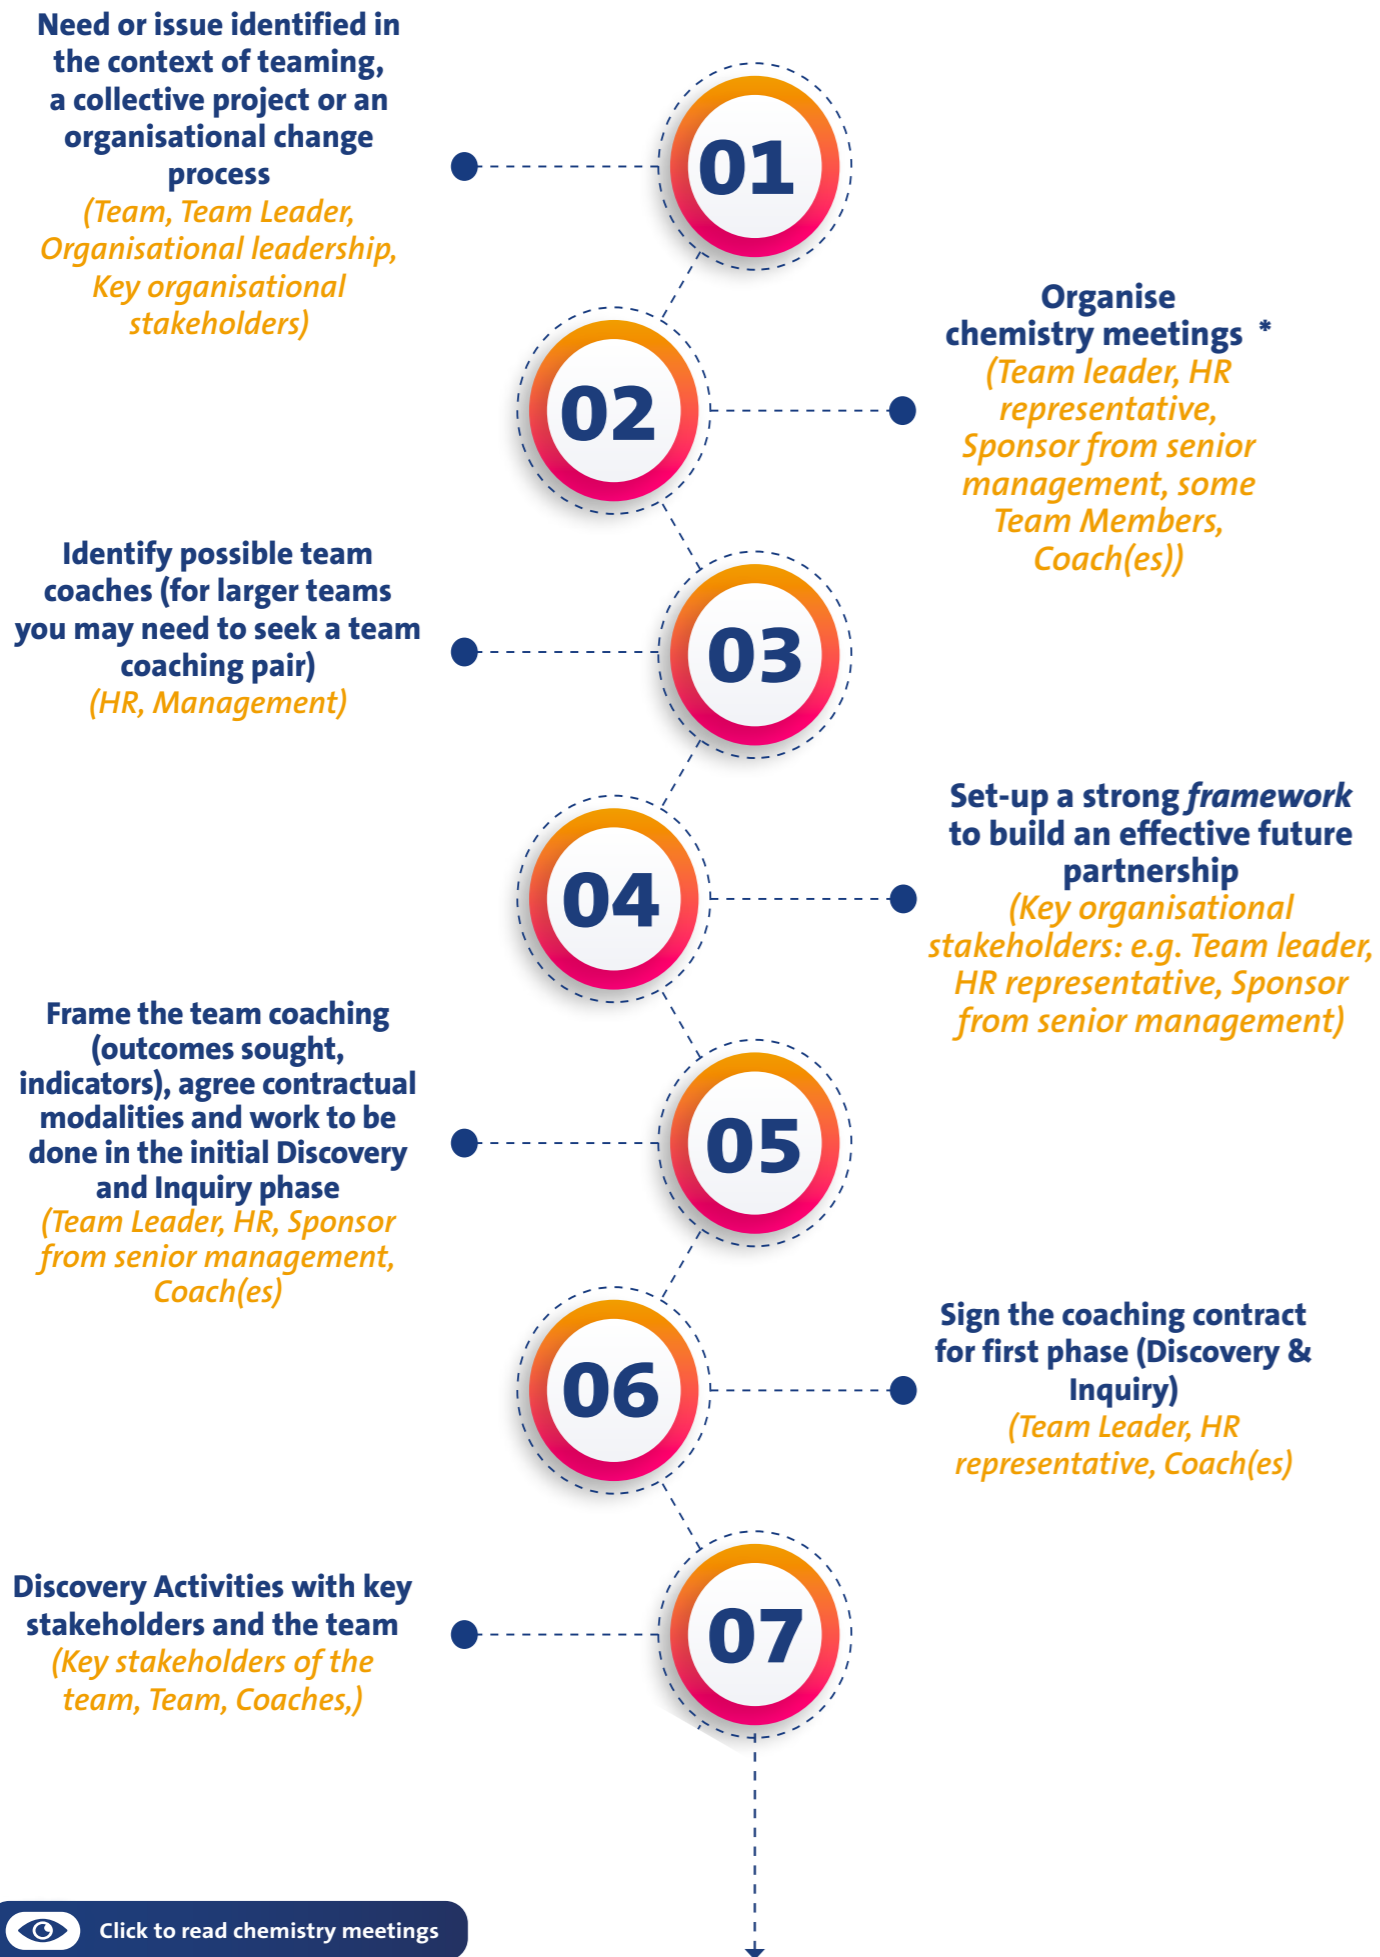 Need or issue identified in
the context of teaming,
a collective project or an
organisational change
process
(Team, Team Leader,
Organisational leadership,
Key organisational
stakeholders)
01
02
Organise
chemistry meetings *
(Team leader, HR
representative,
Sponsor from senior
management, some
Team Members,
Coach(es))
Identify possible team
coaches (for larger teams
you may need to seek a team
coaching pair)
(HR, Management)
03
04
Set-up a strong framework
to build an effective future
partnership
(Key organisational
stakeholders: e.g. Team leader,
HR representative, Sponsor
from senior management)
Frame the team coaching
(outcomes sought,
indicators), agree contractual
modalities and work to be
done in the initial Discovery
and Inquiry phase
(Team Leader, HR, Sponsor
from senior management,
Coach(es)
05
06
Sign the coaching contract
for first phase (Discovery &
Inquiry)
(Team Leader, HR
representative, Coach(es)
Discovery Activities with key
stakeholders and the team
(Key stakeholders of the
team, Team, Coaches,)
07
Click to read chemistry meetings